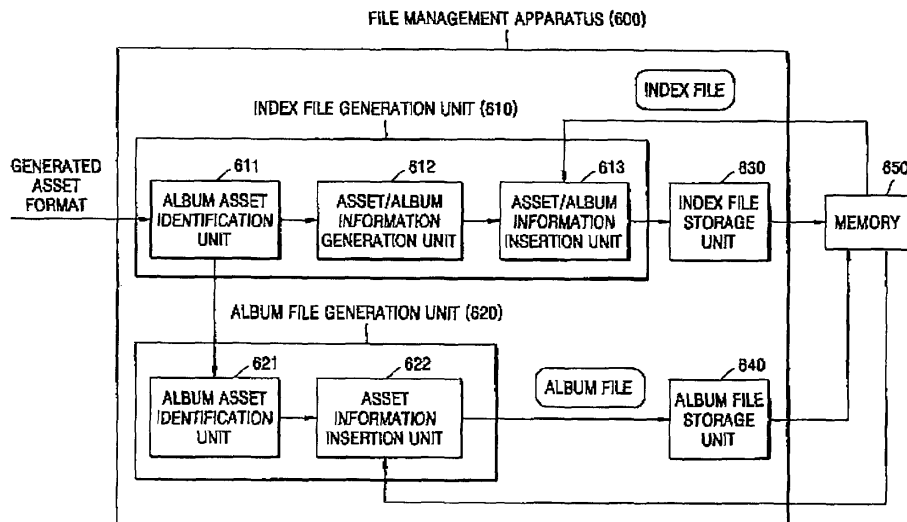 FILE MANAGEMENT APPARATUS (600)
INDEX FILE
INDEX FILE GENERATION UNIT (610)
GENERATED
ASSET
FORMAT
611
612
613
630
650
ALBUM ASSET
IDENTIFICATION
UNIT
ASSET/ALBUM
INFORMATION
GENERATION UNIT
ASSET/ALBUM
INFORMATION
INSERTION UNIT
INDEX FILE
STORAGE
UNIT
MEMORY
ALBUM FILE GENERATION UNIT (620)
621
622
640
ALBUM ASSET
IDENTIFICATION
UNIT
ASSET
INFORMATION
INSERTION UNIT
ALBUM FILE
ALBUM FILE
STORAGE
UNIT